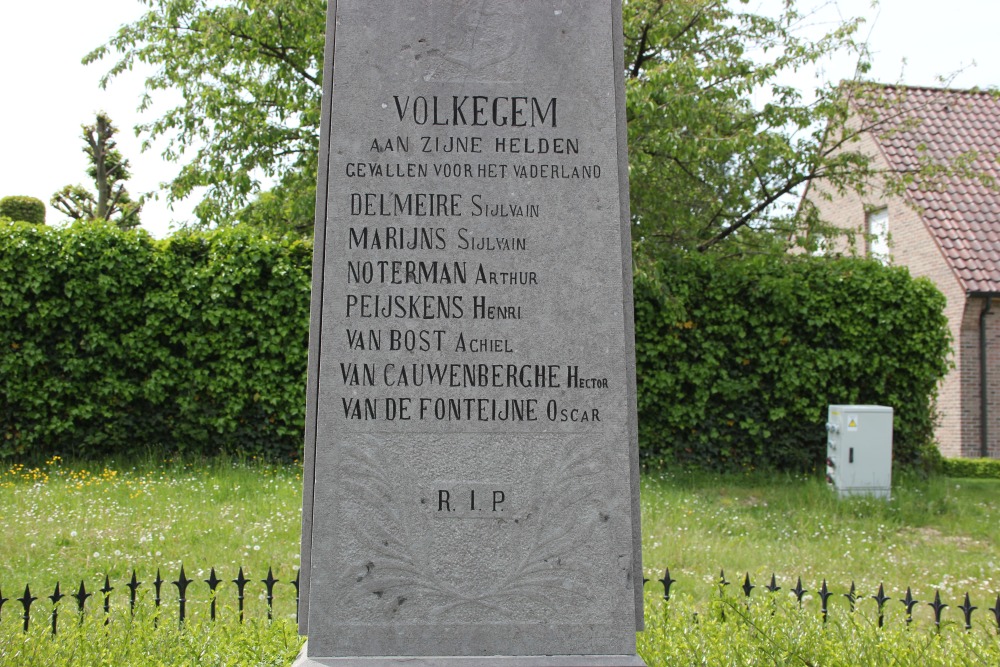 VOLKEGEM
AAN ZIJNE HELDEN
GEVALLEN VOOR HET VADERLAND
DELMEIRE SIJLVAIN
MARIJNS SIJLVAIN
NOTERMAN ARTHUR
PEIJSKENS HENRI
VAN BOST ACHIEL
VAN CAUWENBERGHE HECTOR
VAN DE FONTEIJNE OSCAR
R. I. P.